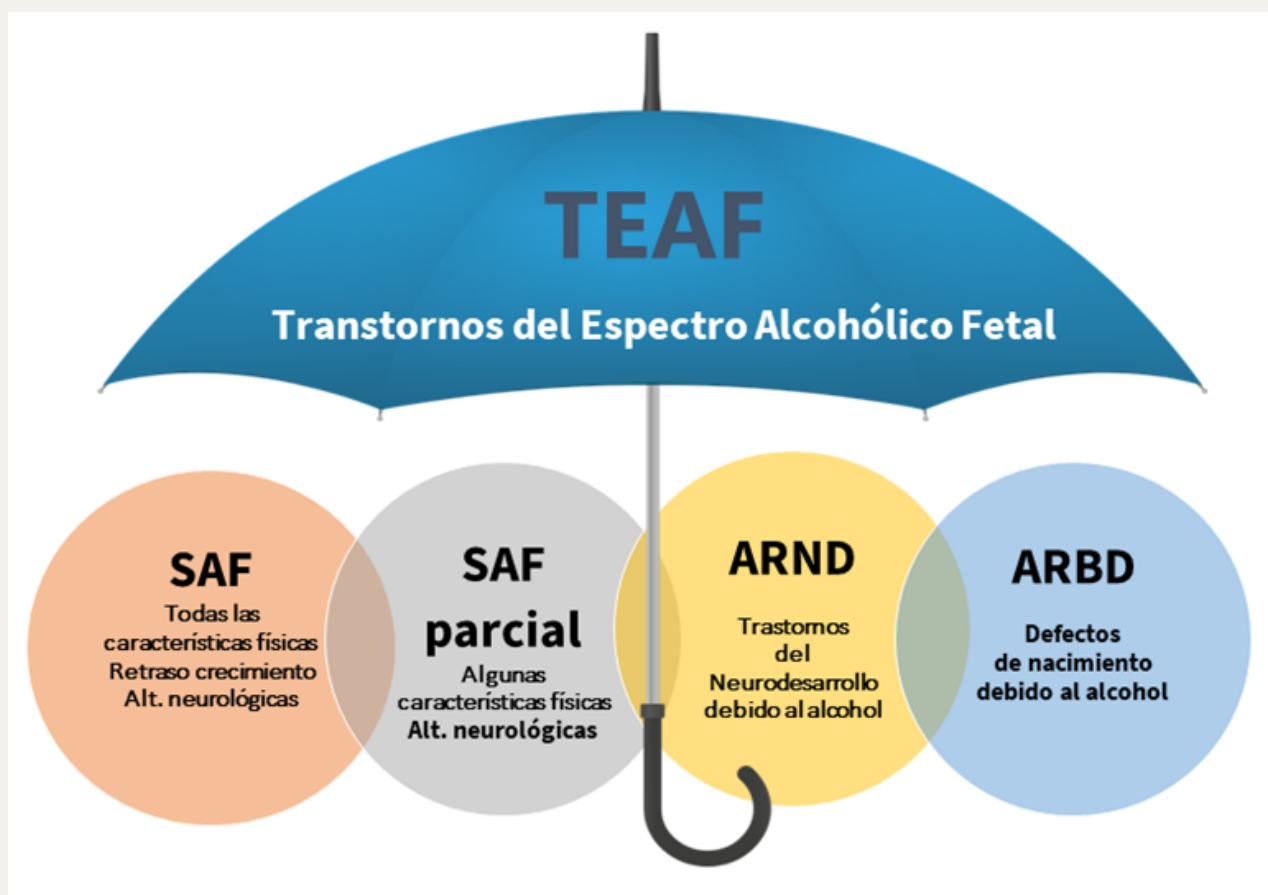 TEAF
Transtornos del Espectro Alcohólico Fetal
SAF
Todas las
características físicas
Retraso crecimiento
Alt. neurológicas
SAF
parcial
Algunas
características físicas
Alt. neurológicas
ARND
Trastornos
del
Neurodesarrollo
debido al alcohol
ARBD
Defectos
de nacimiento
debido al alcohol